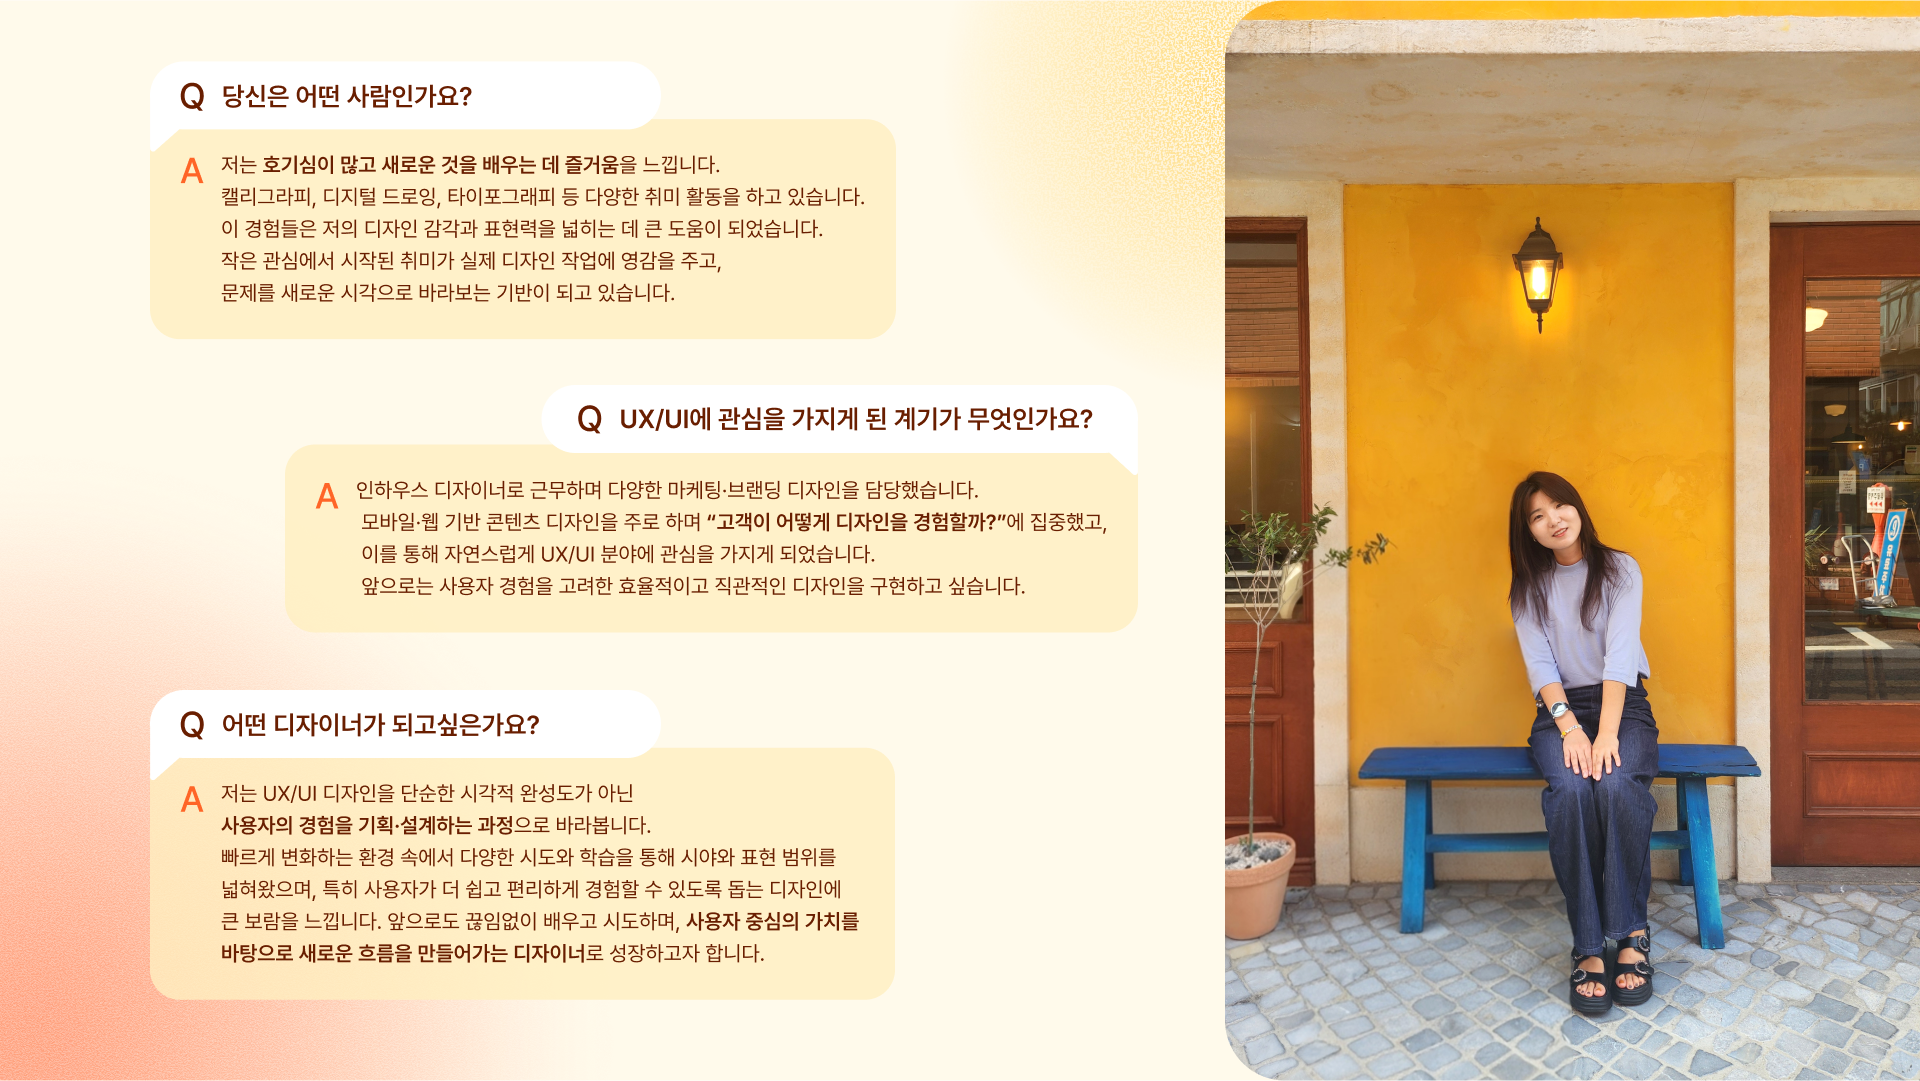 Q 당신은 어떤 사람인가요?
A 저는 호기심이 많고 새로운 것을 배우는 데 즐거움을 느낍니다.
캘리그라피, 디지털 드로잉, 타이포그래피 등 다양한 취미 활동을 하고 있습니다.
이 경험들은 저의 디자인 감각과 표현력을 넓히는 데 큰 도움이 되었습니다.
작은 관심에서 시작된 취미가 실제 디자인 작업에 영감을 주고,
문제를 새로운 시각으로 바라보는 기반이 되고 있습니다.
Q UX/UI에 관심을 가지게 된 계기가 무엇인가요?
A 인하우스 디자이너로 근무하며 다양한 마케팅·브랜딩 디자인을 담당했습니다.
모바일·웹 기반 콘텐츠 디자인을 주로 하며 “고객이 어떻게 디자인을 경험할까?”에 집중했고,
이를 통해 자연스럽게 UX/UI 분야에 관심을 가지게 되었습니다.
앞으로는 사용자 경험을 고려한 효율적이고 직관적인 디자인을 구현하고 싶습니다.
Q 어떤 디자이너가 되고싶은가요?
A 저는 UX/UI 디자인을 단순한 시각적 완성도가 아닌
사용자의 경험을 기획·설계하는 과정으로 바라봅니다.
빠르게 변화하는 환경 속에서 다양한 시도와 학습을 통해 시야와 표현 범위를
넓혀왔으며, 특히 사용자가 더 쉽고 편리하게 경험할 수 있도록 돕는 디자인에
큰 보람을 느낍니다. 앞으로도 끊임없이 배우고 시도하며, 사용자 중심의 가치를
바탕으로 새로운 흐름을 만들어가는 디자이너로 성장하고자 합니다.